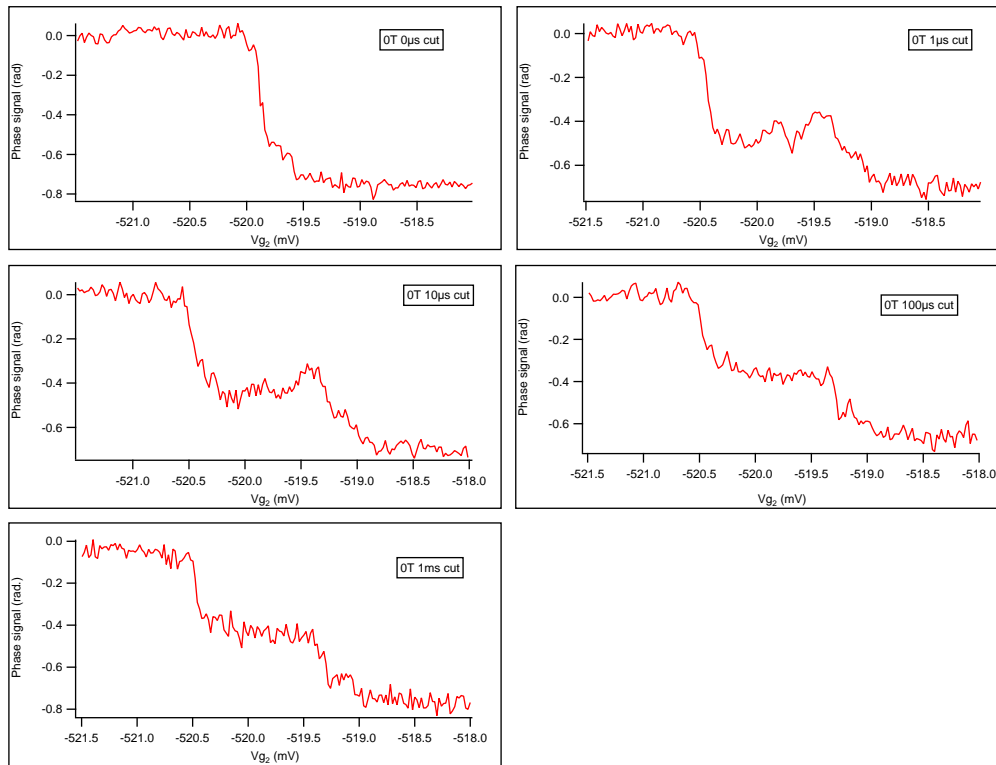 0T 0µs cut
Phase signal (rad)
0.0
-0.2
-0.4
-0.6
-0.8
-521.0 -520.5 -520.0 -519.5 -519.0 -518.5
Vg2 (mV)
0T 1µs cut
Phase signal (rad)
0.0
-0.2
-0.4
-0.6
-521.5 -521.0 -520.5 -520.0 -519.5 -519.0 -518.5
Vg2 (mV)
0T 10µs cut
Phase signal (rad)
0.0
-0.2
-0.4
-0.6
-521.0 -520.5 -520.0 -519.5 -519.0 -518.5 -518.0
Vg2 (mV)
0T 100µs cut
Phase signal (rad)
0.0
-0.2
-0.4
-0.6
-521.5 -521.0 -520.5 -520.0 -519.5 -519.0 -518.5 -518.0
Vg2 (mV)
0T 1ms cut
Phase signal (rad.)
0.0
-0.2
-0.4
-0.6
-0.8
-521.5 -521.0 -520.5 -520.0 -519.5 -519.0 -518.5 -518.0
Vg2 (mV)